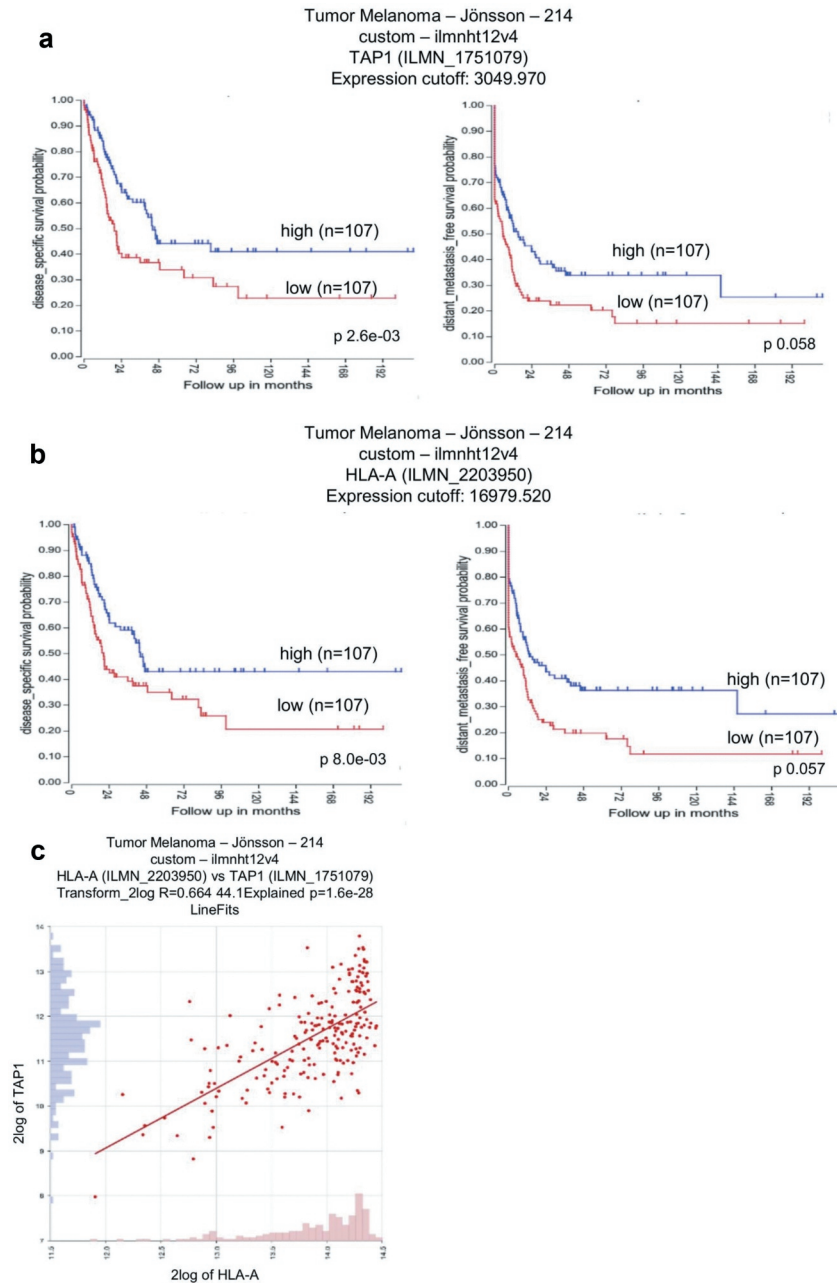 a
Tumor Melanoma – Jönsson – 214
custom – ilmnht12v4
TAP1 (ILMN_1751079)
Expression cutoff: 3049.970
disease_specific survival probability
1.00
0.90
0.80
0.70
0.60
0.50
0.40
0.30
0.20
0.10
0.00
high (n=107)
low (n=107)
p 2.6e-03
0 24 48 72 96 120 144 168 192
Follow up in months
distant_metastasis_free survival probability
1.00
0.90
0.80
0.70
0.60
0.50
0.40
0.30
0.20
0.10
0.00
high (n=107)
low (n=107)
p 0.058
0 24 48 72 96 120 144 168 192
Follow up in months
b
Tumor Melanoma – Jönsson – 214
custom – ilmnht12v4
HLA-A (ILMN_2203950)
Expression cutoff: 16979.520
disease_specific survival probability
1.00
0.90
0.80
0.70
0.60
0.50
0.40
0.30
0.20
0.10
0.00
high (n=107)
low (n=107)
p 8.0e-03
0 24 48 72 96 120 144 168 192
Follow up in months
distant_metastasis_free survival probability
1.00
0.90
0.80
0.70
0.60
0.50
0.40
0.30
0.20
0.10
0.00
high (n=107)
low (n=107)
p 0.057
0 24 48 72 96 120 144 168 192
Follow up in months
c
Tumor Melanoma – Jönsson – 214
custom – ilmnht12v4
HLA-A (ILMN_2203950) vs TAP1 (ILMN_1751079)
Transform_2log R=0.664 44.1Explained p=1.6e-28
LineFits
2log of TAP1
14
13
12
11
10
9
8
7
11.5 12.0 12.5 13.0 13.5 14.0 14.5
2log of HLA-A